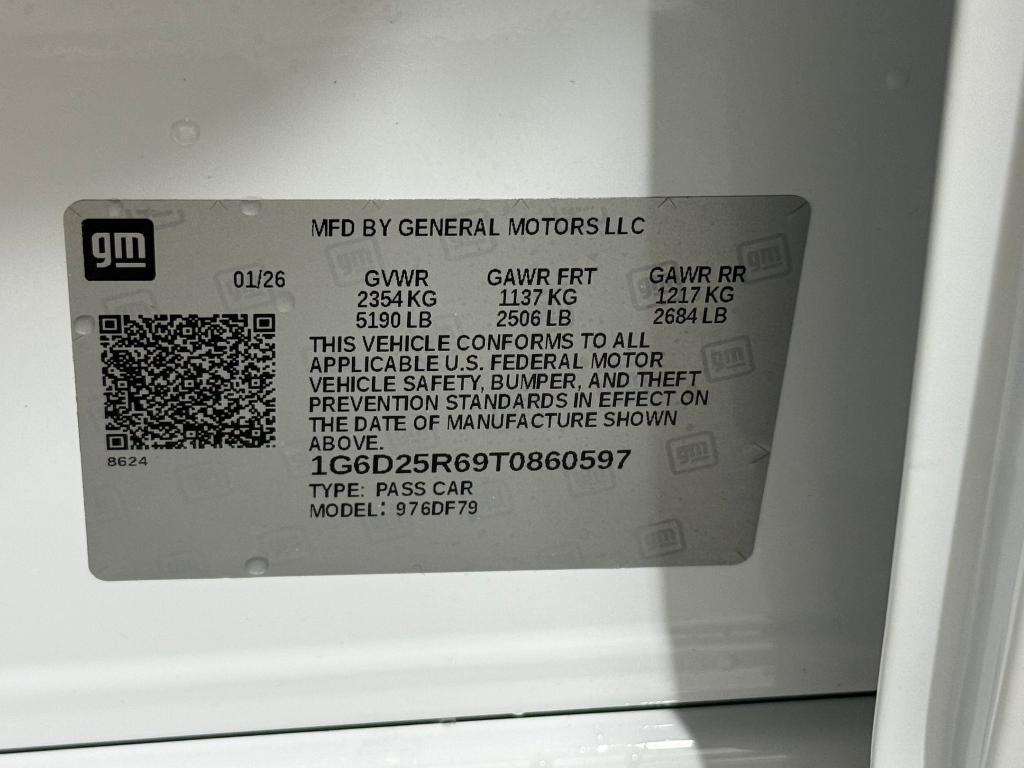 gm
MFD BY GENERAL MOTORS LLC
01/26 GVWR GAWR FRT GAWR RR
2354 KG 1137 KG 1217 KG
5190 LB 2506 LB 2684 LB
THIS VEHICLE CONFORMS TO ALL
APPLICABLE U.S. FEDERAL MOTOR
VEHICLE SAFETY, BUMPER, AND THEFT
PREVENTION STANDARDS IN EFFECT ON
THE DATE OF MANUFACTURE SHOWN
ABOVE.
8624
1G6D25R69T0860597
TYPE: PASS CAR
MODEL: 976DF79